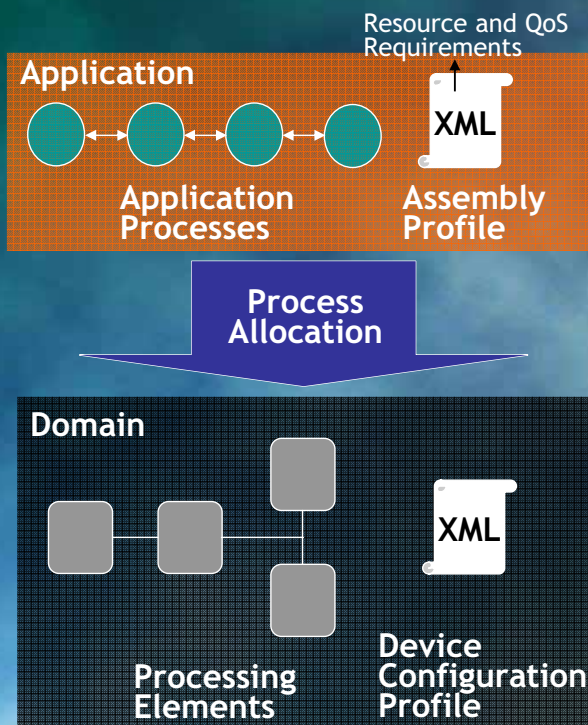 Resource and QoS
Requirements
Application
XML
Application
Processes
Assembly
Profile
Process
Allocation
Domain
XML
Processing
Elements
Device
Configuration
Profile